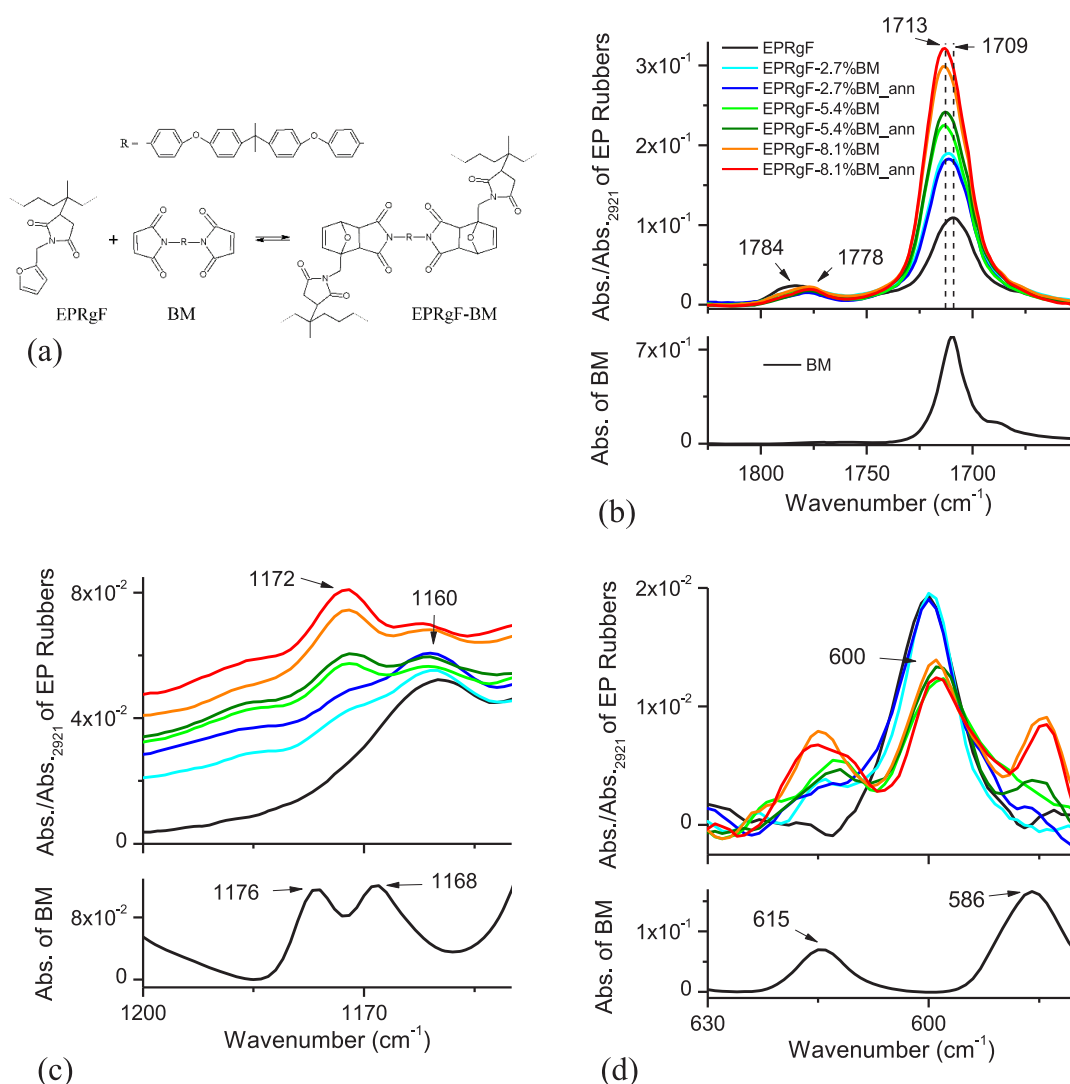 R =
O
O
O
N
O
O
EPRgF
+
O
N
O
R
O
N
O
BM
O
N
O
O
O
N
O
R
O
N
O
O
O
N
O
EPRgF-BM
(a)
1713
1709
EPRgF
EPRgF-2.7%BM
EPRgF-2.7%BM_ann
EPRgF-5.4%BM
EPRgF-5.4%BM_ann
EPRgF-8.1%BM
EPRgF-8.1%BM_ann
1784
1778
3x10⁻¹
2x10⁻¹
1x10⁻¹
0
Abs./Abs.₂₉₂₁ of EP Rubbers
7x10⁻¹
0
Abs. of BM
BM
1800
1750
1700
Wavenumber (cm⁻¹)
(b)
1172
1160
8x10⁻²
4x10⁻²
0
Abs./Abs.₂₉₂₁ of EP Rubbers
1176
1168
8x10⁻²
0
Abs. of BM
1200
1170
Wavenumber (cm⁻¹)
(c)
600
2x10⁻²
1x10⁻²
0
Abs./Abs.₂₉₂₁ of EP Rubbers
615
586
1x10⁻¹
0
Abs. of BM
630
600
Wavenumber (cm⁻¹)
(d)